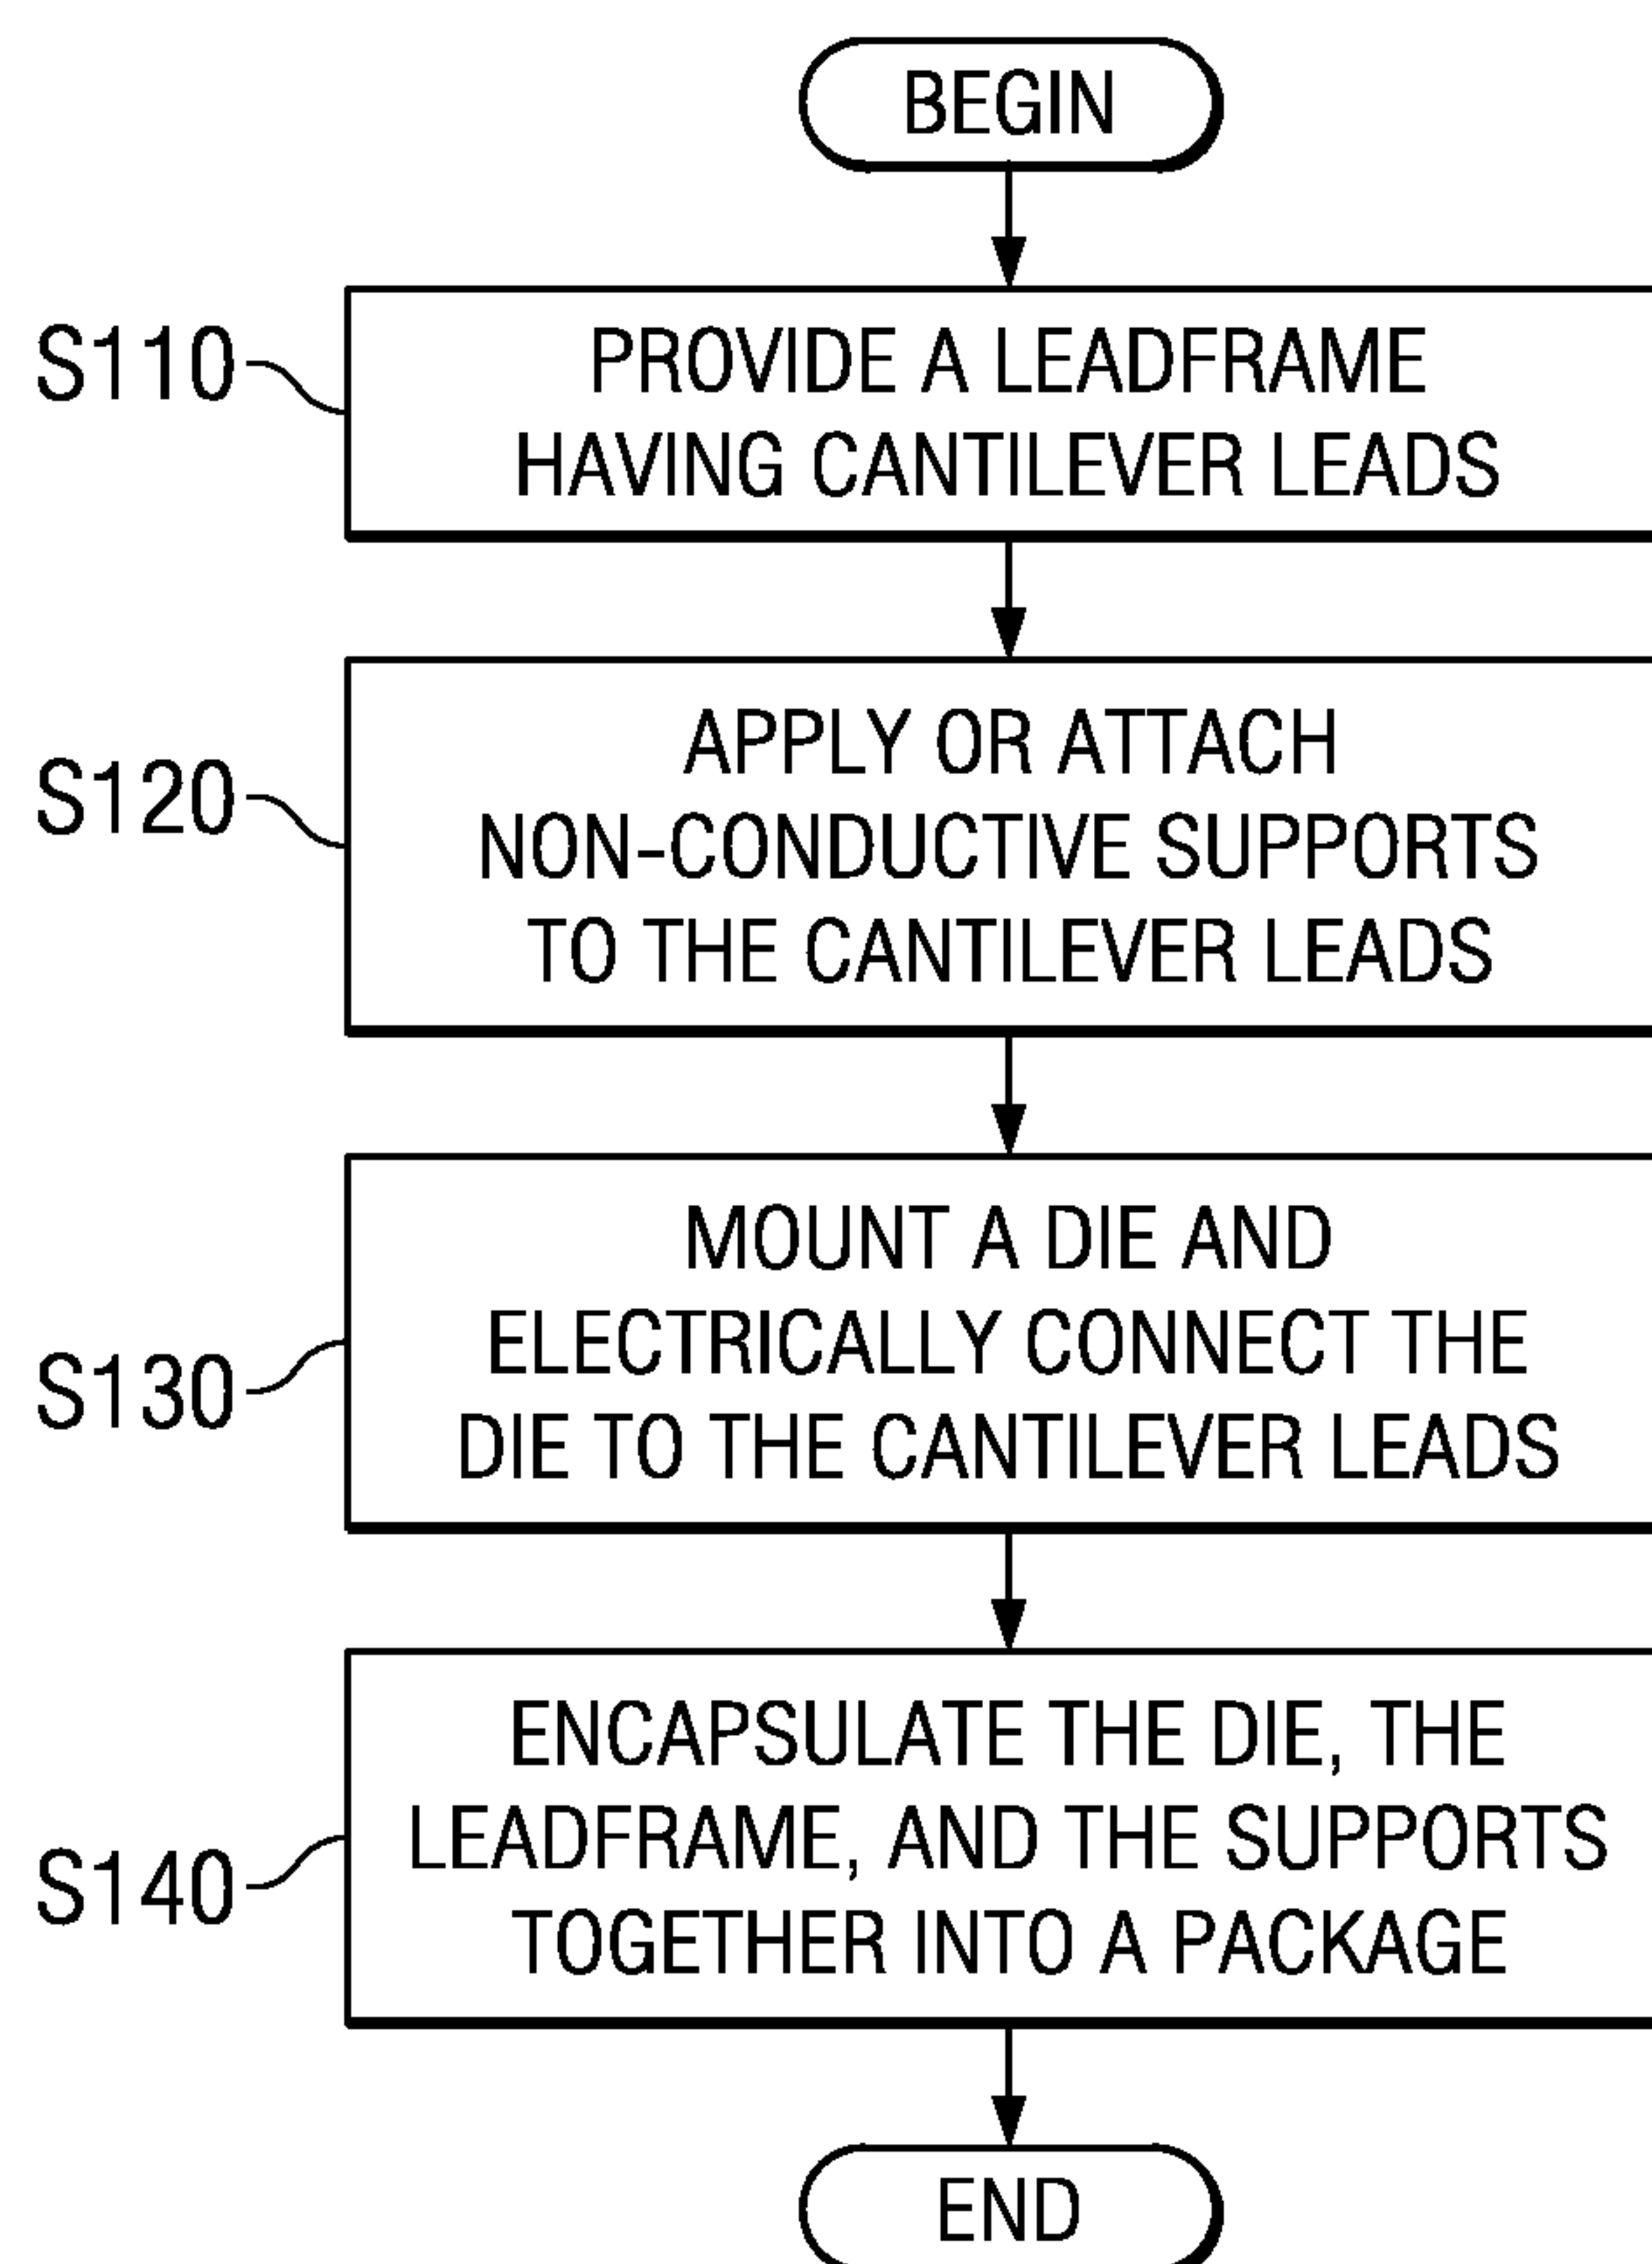 BEGIN
S110
PROVIDE A LEADFRAME
HAVING CANTILEVER LEADS
S120
APPLY OR ATTACH
NON-CONDUCTIVE SUPPORTS
TO THE CANTILEVER LEADS
S130
MOUNT A DIE AND
ELECTRICALLY CONNECT THE
DIE TO THE CANTILEVER LEADS
S140
ENCAPSULATE THE DIE, THE
LEADFRAME, AND THE SUPPORTS
TOGETHER INTO A PACKAGE
END